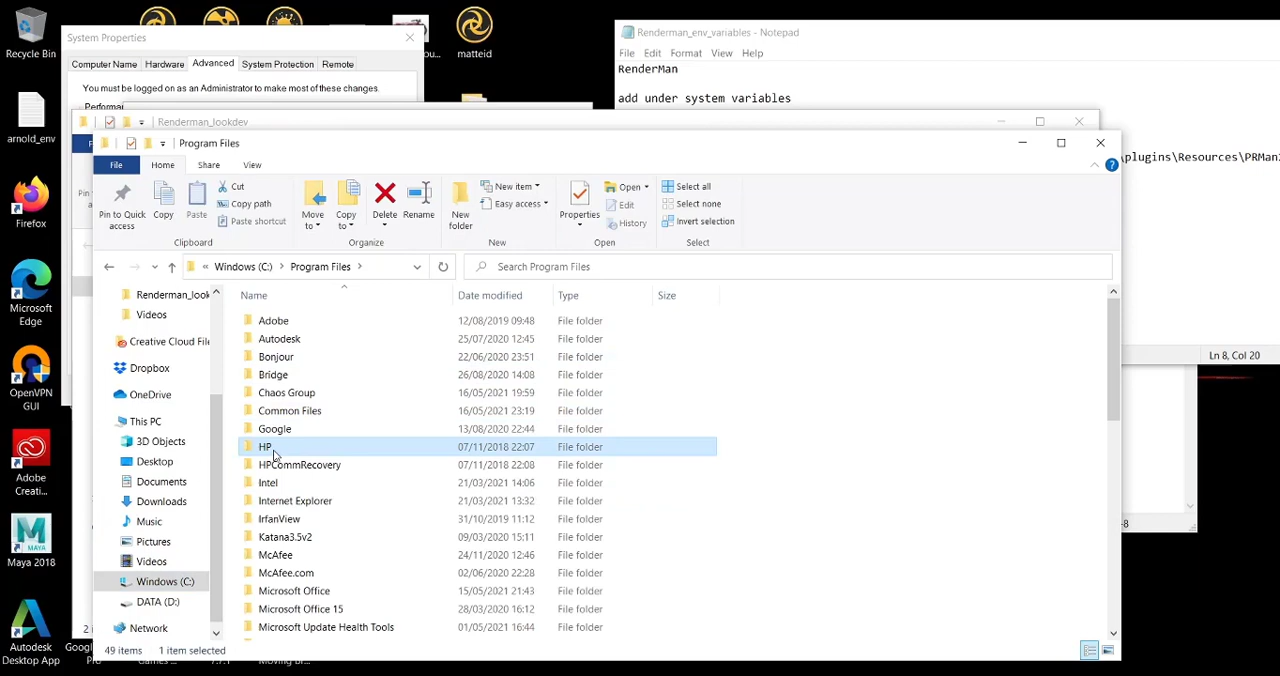 Recycle Bin
arnold_env
Firefox
Microsoft
Edge
OpenVPN
GUI
Adobe
Creati...
Maya 2018
Autodesk
Desktop App
matteid
System Properties
Computer Name
Hardware
Advanced
System Protection
Remote
You must be logged on as an Administrator to make most of these changes.
Renderman_env_variables - Notepad
File Edit Format View Help
RenderMan
add under system variables
\plugins\Resources\PRMan
Ln 8, Col 20
Renderman_lookdev
Program Files
File Home Share View
Pin to Quick
access
Copy
Paste
Cut
Copy path
Paste shortcut
Clipboard
Move
to
Copy
to
Delete
Rename
Organize
New
folder
New item
Easy access
New
Properties
Open
Edit
History
Open
Select all
Select none
Invert selection
Select
« Windows (C:) > Program Files >
Search Program Files
Renderman_look
Videos
Creative Cloud File
Dropbox
OneDrive
This PC
3D Objects
Desktop
Documents
Downloads
Music
Pictures
Videos
Windows (C:)
DATA (D:)
Network
Name Date modified Type Size
Adobe 12/08/2019 09:48 File folder
Autodesk 25/07/2020 12:45 File folder
Bonjour 22/06/2020 23:51 File folder
Bridge 26/08/2020 14:08 File folder
Chaos Group 16/05/2021 19:59 File folder
Common Files 16/05/2021 23:19 File folder
Google 13/08/2020 22:44 File folder
HP 07/11/2018 22:07 File folder
HPCommRecovery 07/11/2018 22:08 File folder
Intel 21/03/2021 14:06 File folder
Internet Explorer 21/03/2021 13:32 File folder
IrfanView 31/10/2019 11:12 File folder
Katana3.5v2 09/03/2020 15:11 File folder
McAfee 24/11/2020 12:46 File folder
McAfee.com 02/06/2020 22:28 File folder
Microsoft Office 15/05/2021 21:43 File folder
Microsoft Office 15 28/03/2020 16:12 File folder
Microsoft Update Health Tools 01/05/2021 16:44 File folder
49 items 1 item selected